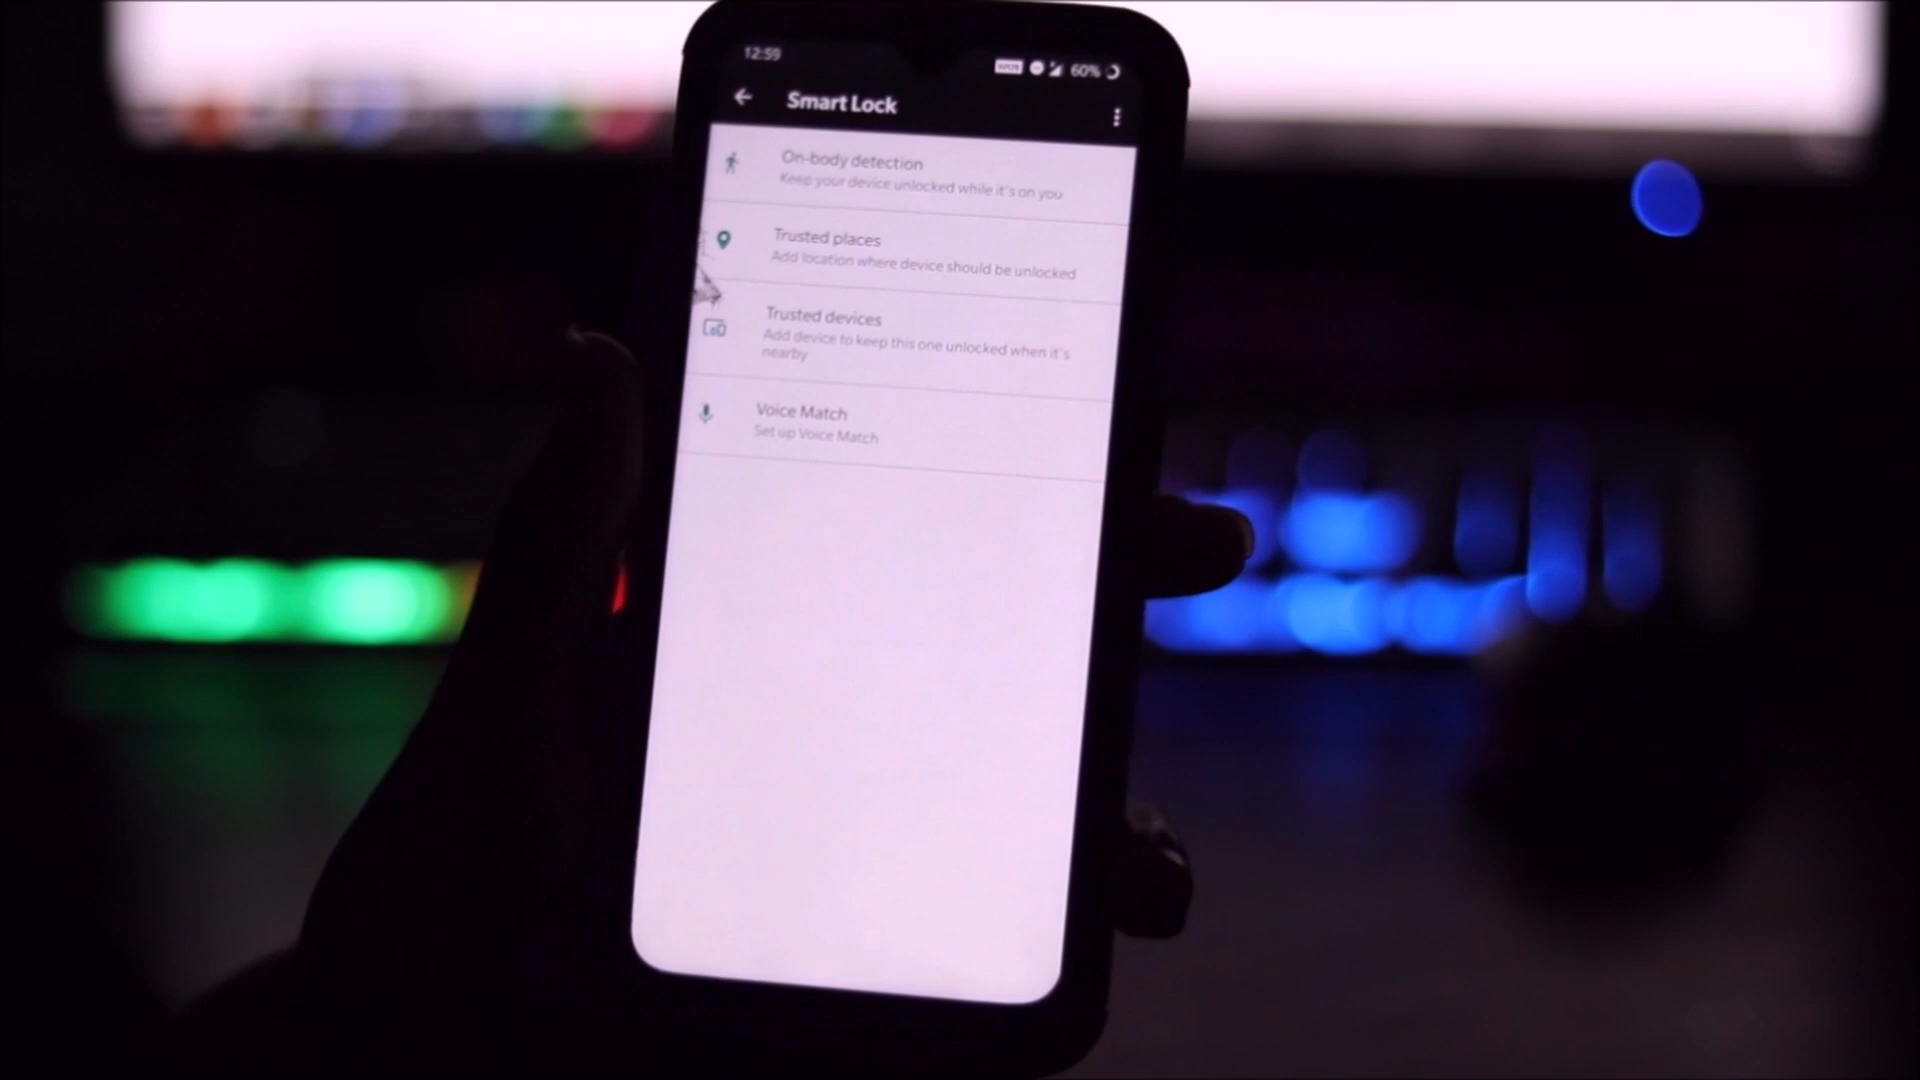 12:59
60%
Smart Lock
On-body detection
Keep your device unlocked while it's on you
Trusted places
Add location where device should be unlocked
Trusted devices
Add device to keep this one unlocked when it's
nearby
Voice Match
Set up Voice Match